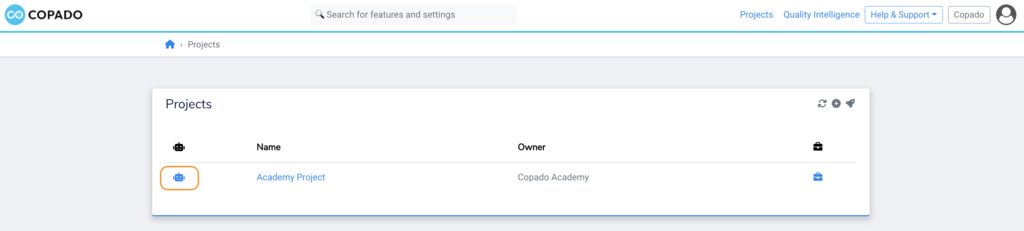 COPADO
Search for features and settings
Projects
Quality Intelligence
Help & Support
Copado
› Projects
Projects
Name
Owner
Academy Project
Copado Academy